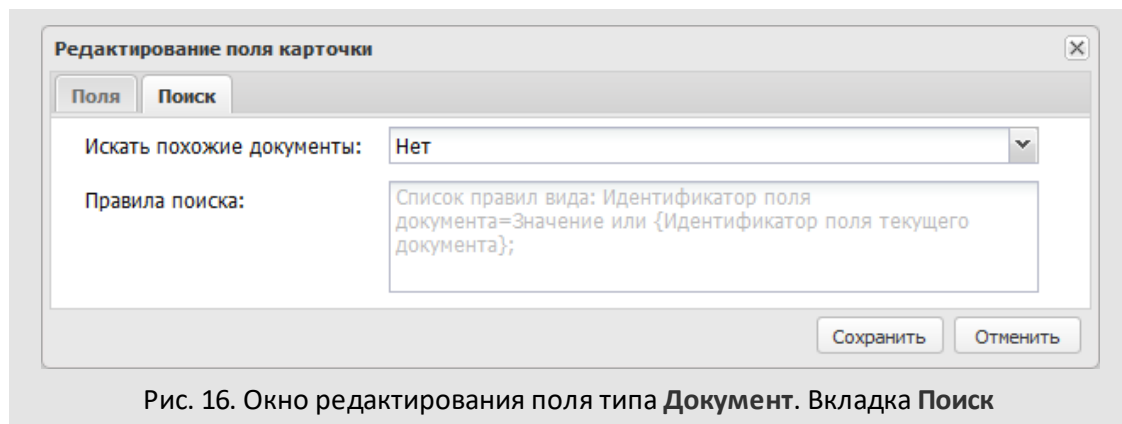 Редактирование поля карточки
Поля Поиск
Искать похожие документы: Нет
Правила поиска: Список правил вида: Идентификатор поля
документа=Значение или {Идентификатор поля текущего
документа};
Сохранить Отменить
Рис. 16. Окно редактирования поля типа Документ. Вкладка Поиск